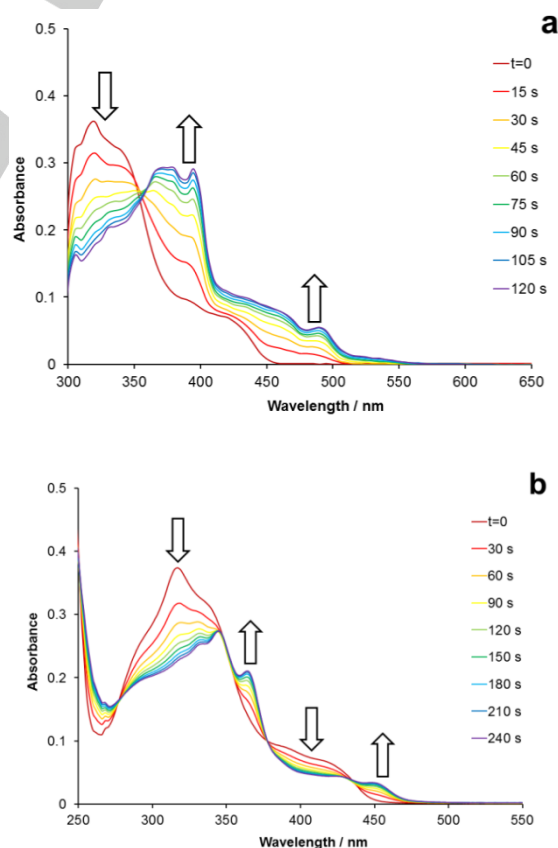 a
0.5
0.4
0.3
0.2
0.1
0
Absorbance
300 350 400 450 500 550 600 650
Wavelength / nm
t=0
15 s
30 s
45 s
60 s
75 s
90 s
105 s
120 s
b
0.5
0.4
0.3
0.2
0.1
0
Absorbance
250 300 350 400 450 500 550
Wavelength / nm
t=0
30 s
60 s
90 s
120 s
150 s
180 s
210 s
240 s